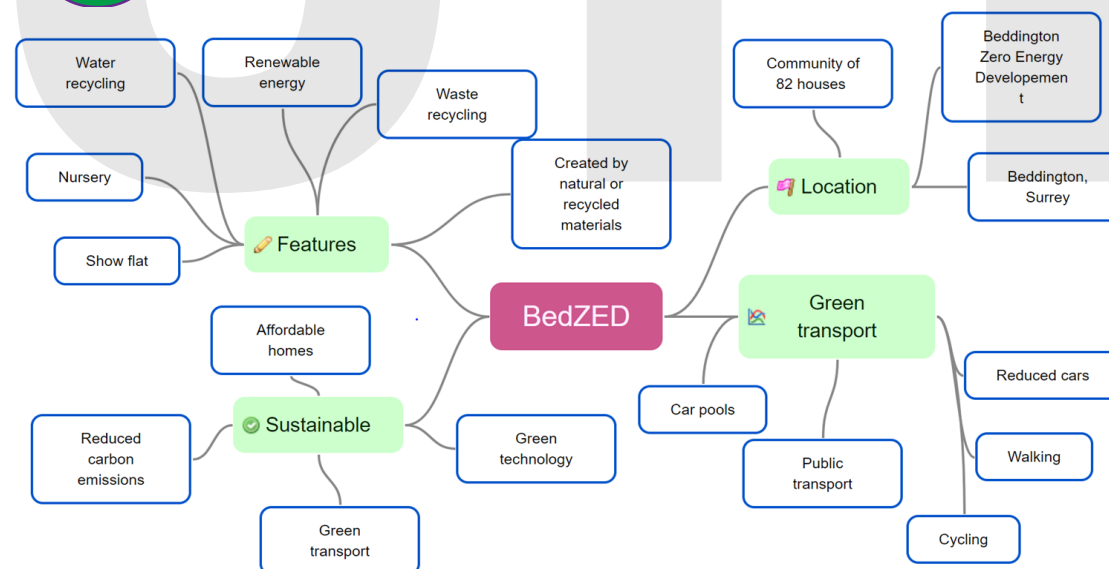 Water
recycling
Renewable
energy
Waste
recycling
Nursery
Created by
natural or
recycled
materials
Show flat
Features
Community of
82 houses
Beddington
Zero Energy
Developemen
t
Location
Beddington,
Surrey
BedZED
Affordable
homes
Sustainable
Reduced
carbon
emissions
Green
technology
Green
transport
Green
transport
Car pools
Public
transport
Reduced cars
Walking
Cycling